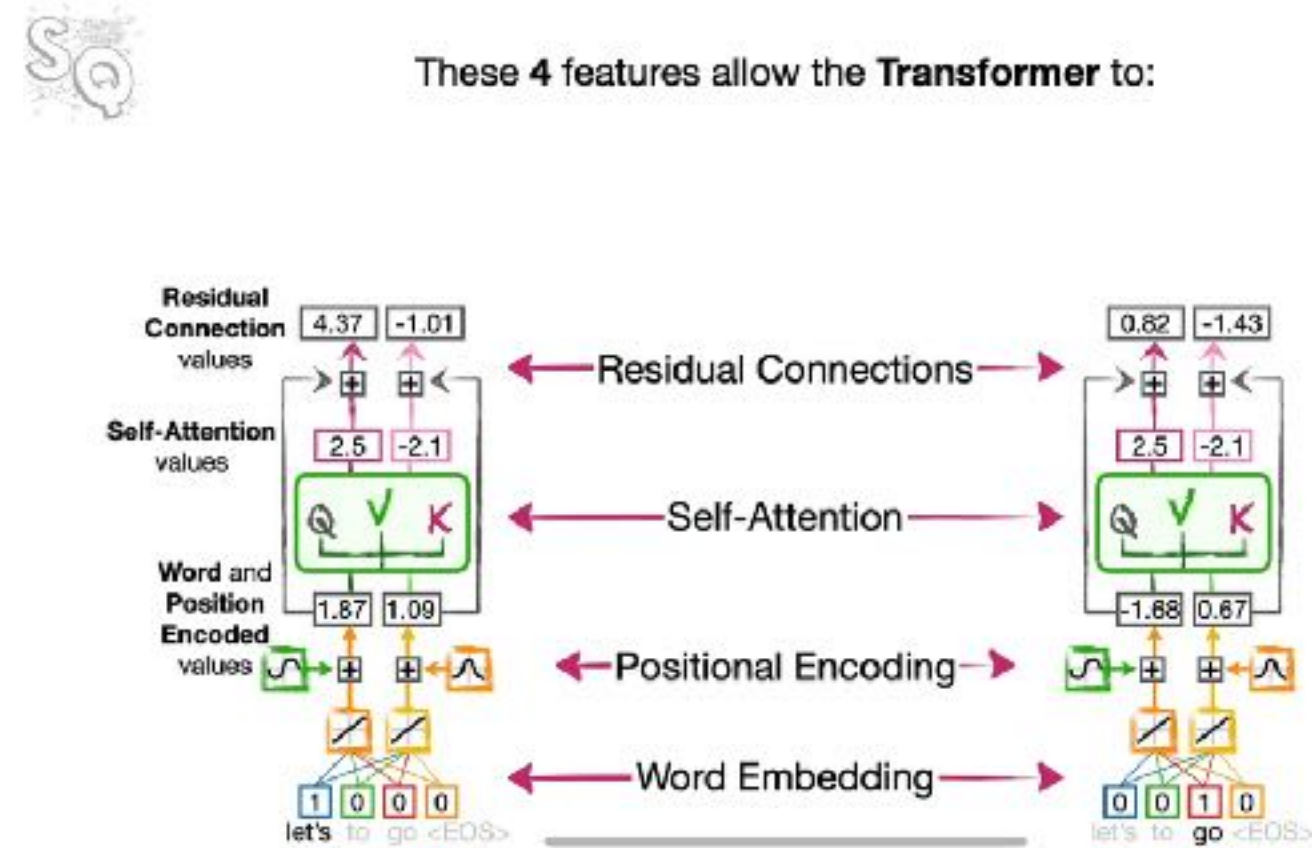 SQ
These 4 features allow the Transformer to:
Residual
Connection
values
4.37 -1.01
0.82 -1.43
Residual Connections
+ +
+ +
Self-Attention
values
2.5 -2.1
2.5 -2.1
Q V K
Self-Attention
Q V K
Word and
Position
Encoded
values
1.87 1.09
-1.68 0.67
+ +
Positional Encoding
+ +
Word Embedding
1 0 0 0
0 0 1 0
let's to go <EOS>
let's to go <EOS>